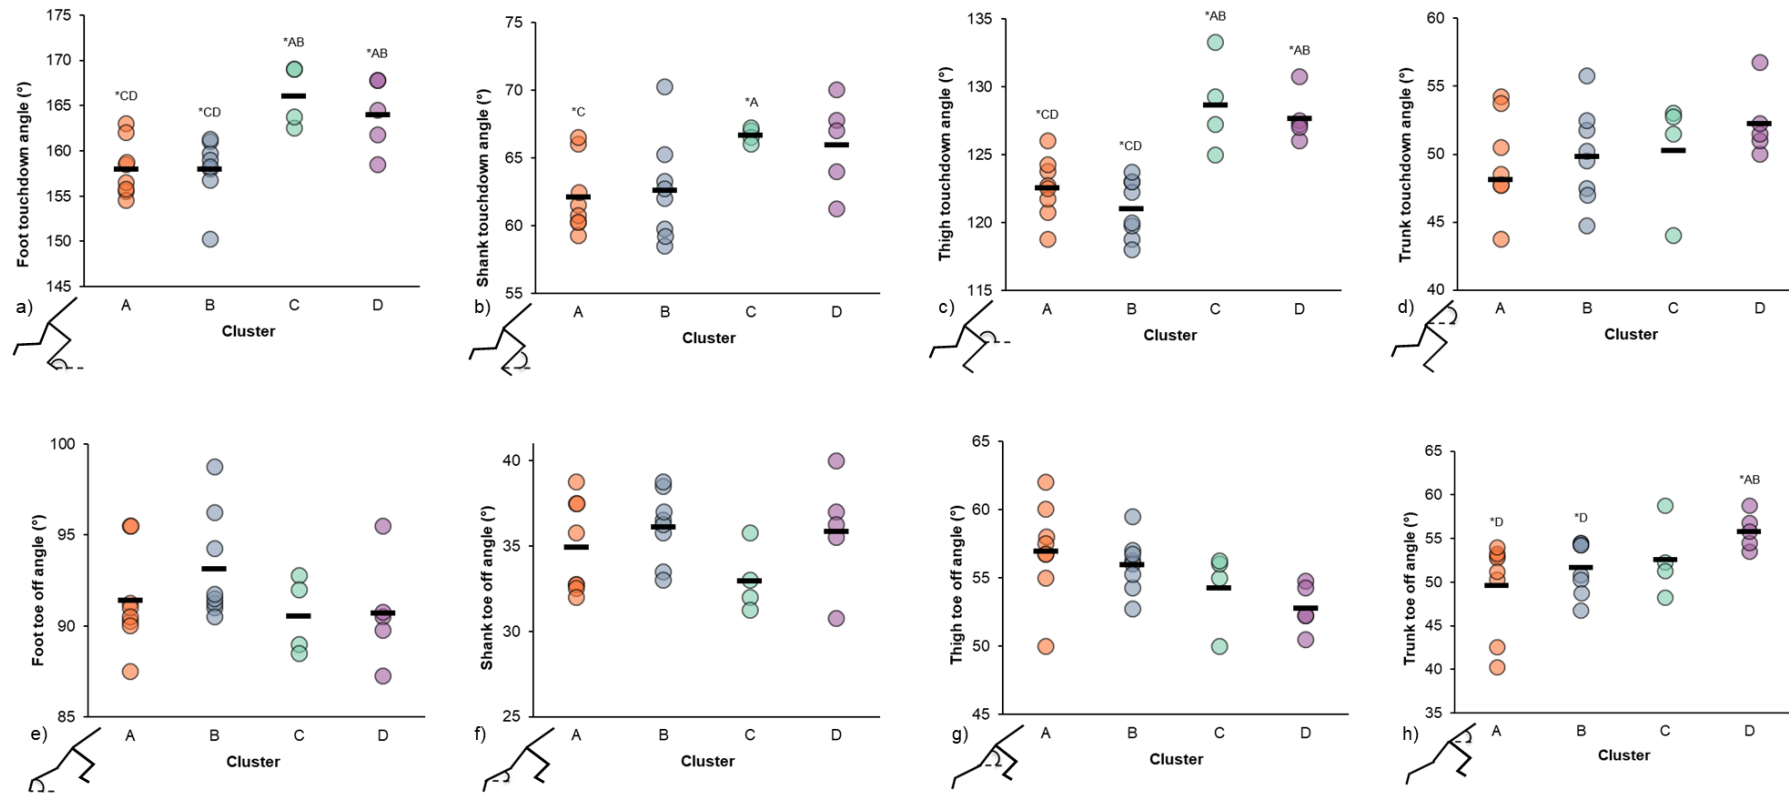 Foot touchdown angle (°)
175
170
165
160
155
150
145
*CD
*CD
*AB
*AB
A B C D
Cluster
a)
Shank touchdown angle (°)
75
70
65
60
55
*C
*A
A B C D
Cluster
b)
Thigh touchdown angle (°)
135
130
125
120
115
*CD
*CD
*AB
*AB
A B C D
Cluster
c)
Trunk touchdown angle (°)
60
55
50
45
40
A B C D
Cluster
d)
Foot toe off angle (°)
100
95
90
85
A B C D
Cluster
e)
Shank toe off angle (°)
40
35
30
25
A B C D
Cluster
f)
Thigh toe off angle (°)
65
60
55
50
45
A B C D
Cluster
g)
Trunk toe off angle (°)
65
60
55
50
45
40
35
*D
*D
*AB
A B C D
Cluster
h)